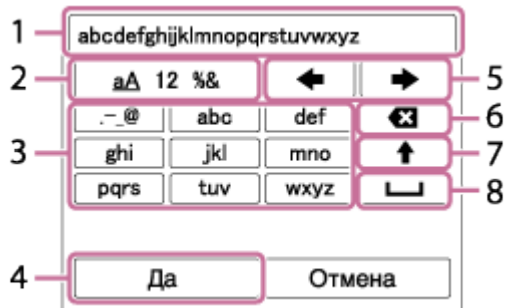 1 abcdefghijklmnopqrstuvwxyz
2 aA 12 %& 5
.-_@ abc def 6
3 ghi jkl mno 7
pqrs tuv wxyz 8
4 Да Отмена